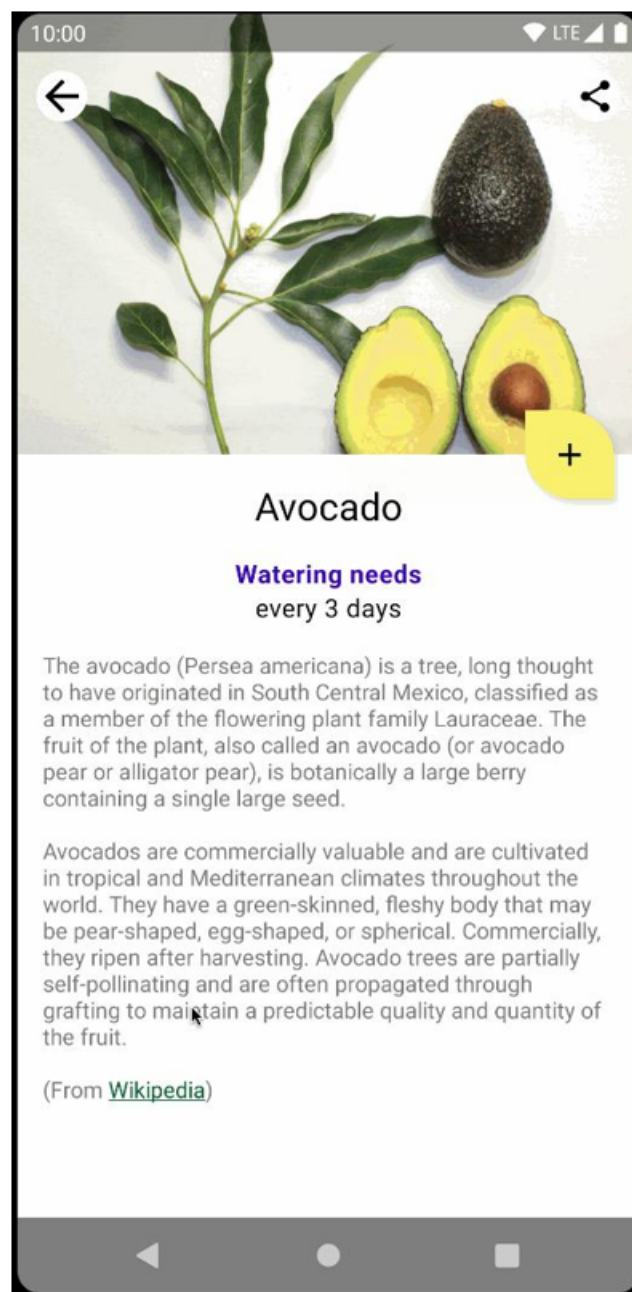 10:00
LTE
+
Avocado
Watering needs
every 3 days
The avocado (Persea americana) is a tree, long thought
to have originated in South Central Mexico, classified as
a member of the flowering plant family Lauraceae. The
fruit of the plant, also called an avocado (or avocado
pear or alligator pear), is botanically a large berry
containing a single large seed.
Avocados are commercially valuable and are cultivated
in tropical and Mediterranean climates throughout the
world. They have a green-skinned, fleshy body that may
be pear-shaped, egg-shaped, or spherical. Commercially,
they ripen after harvesting. Avocado trees are partially
self-pollinating and are often propagated through
grafting to maintain a predictable quality and quantity of
the fruit.
(From Wikipedia)